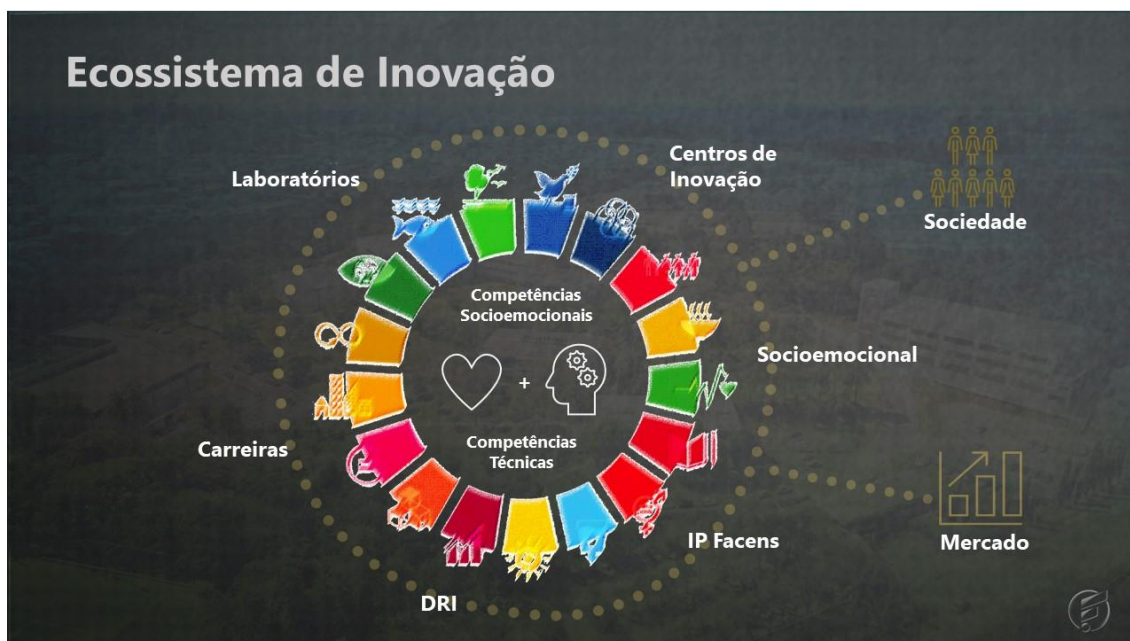 Ecossistema de Inovação
Laboratórios
Centros de
Inovação
Sociedade
Competências
Socioemocionais
Socioemocional
+
Competências
Técnicas
Carreiras
IP Facens
Mercado
DRI